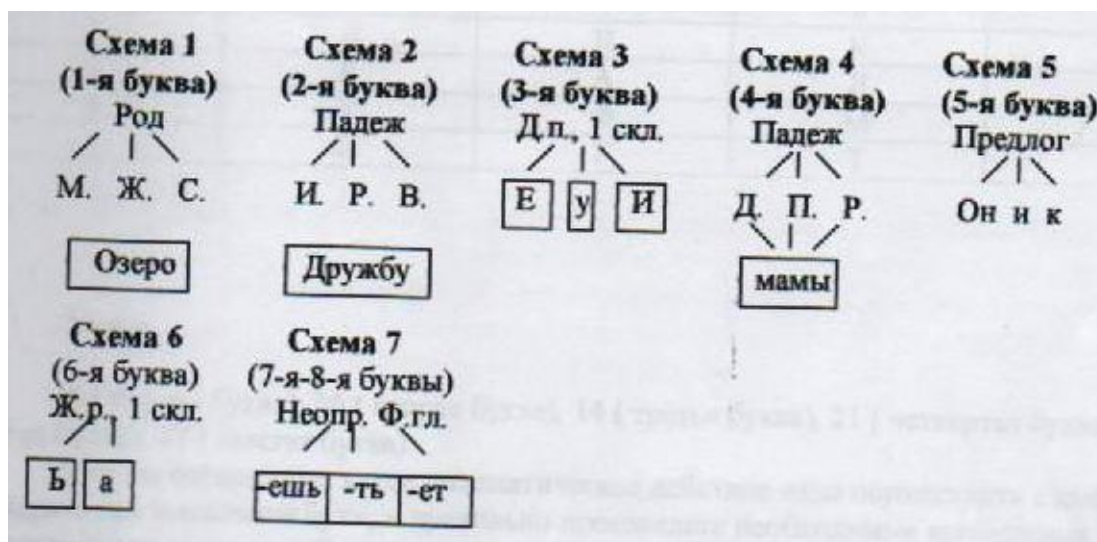 Схема 1
(1-я буква)
Род
М. Ж. С.
Озеро
Схема 2
(2-я буква)
Падеж
И. Р. В.
Дружбу
Схема 3
(3-я буква)
Д.п., 1 скл.
Е у И
Схема 4
(4-я буква)
Падеж
Д. П. Р.
мамы
Схема 5
(5-я буква)
Предлог
Он и к
Схема 6
(6-я буква)
Ж.р., 1 скл.
Ь а
Схема 7
(7-я-8-я буквы)
Неопр. Ф.гл.
-ешь -ть -ет